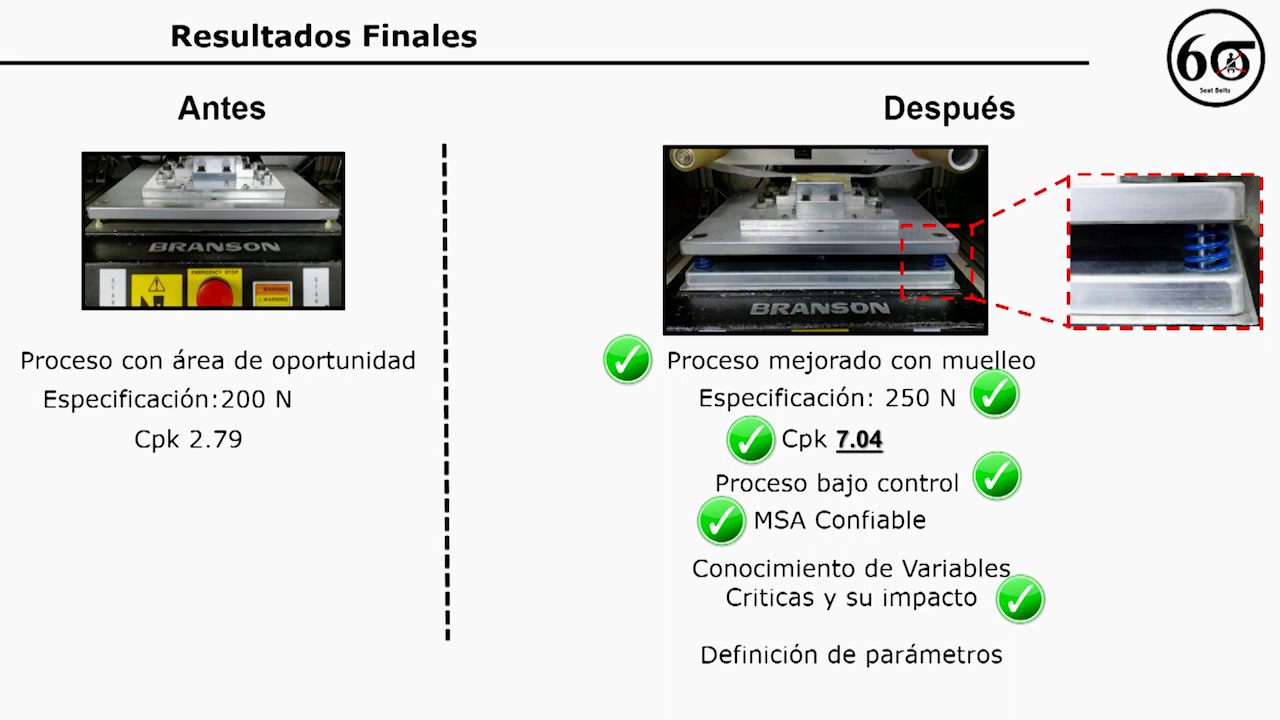 Resultados Finales
6σ
Seat Belts
Antes
Después
BRANSON
EMERGENCY STOP
WARNING
WARNING
BRANSON
Proceso con área de oportunidad
Especificación:200 N
Cpk 2.79
Proceso mejorado con muelleo
Especificación: 250 N
Cpk 7.04
Proceso bajo control
MSA Confiable
Conocimiento de Variables
Criticas y su impacto
Definición de parámetros